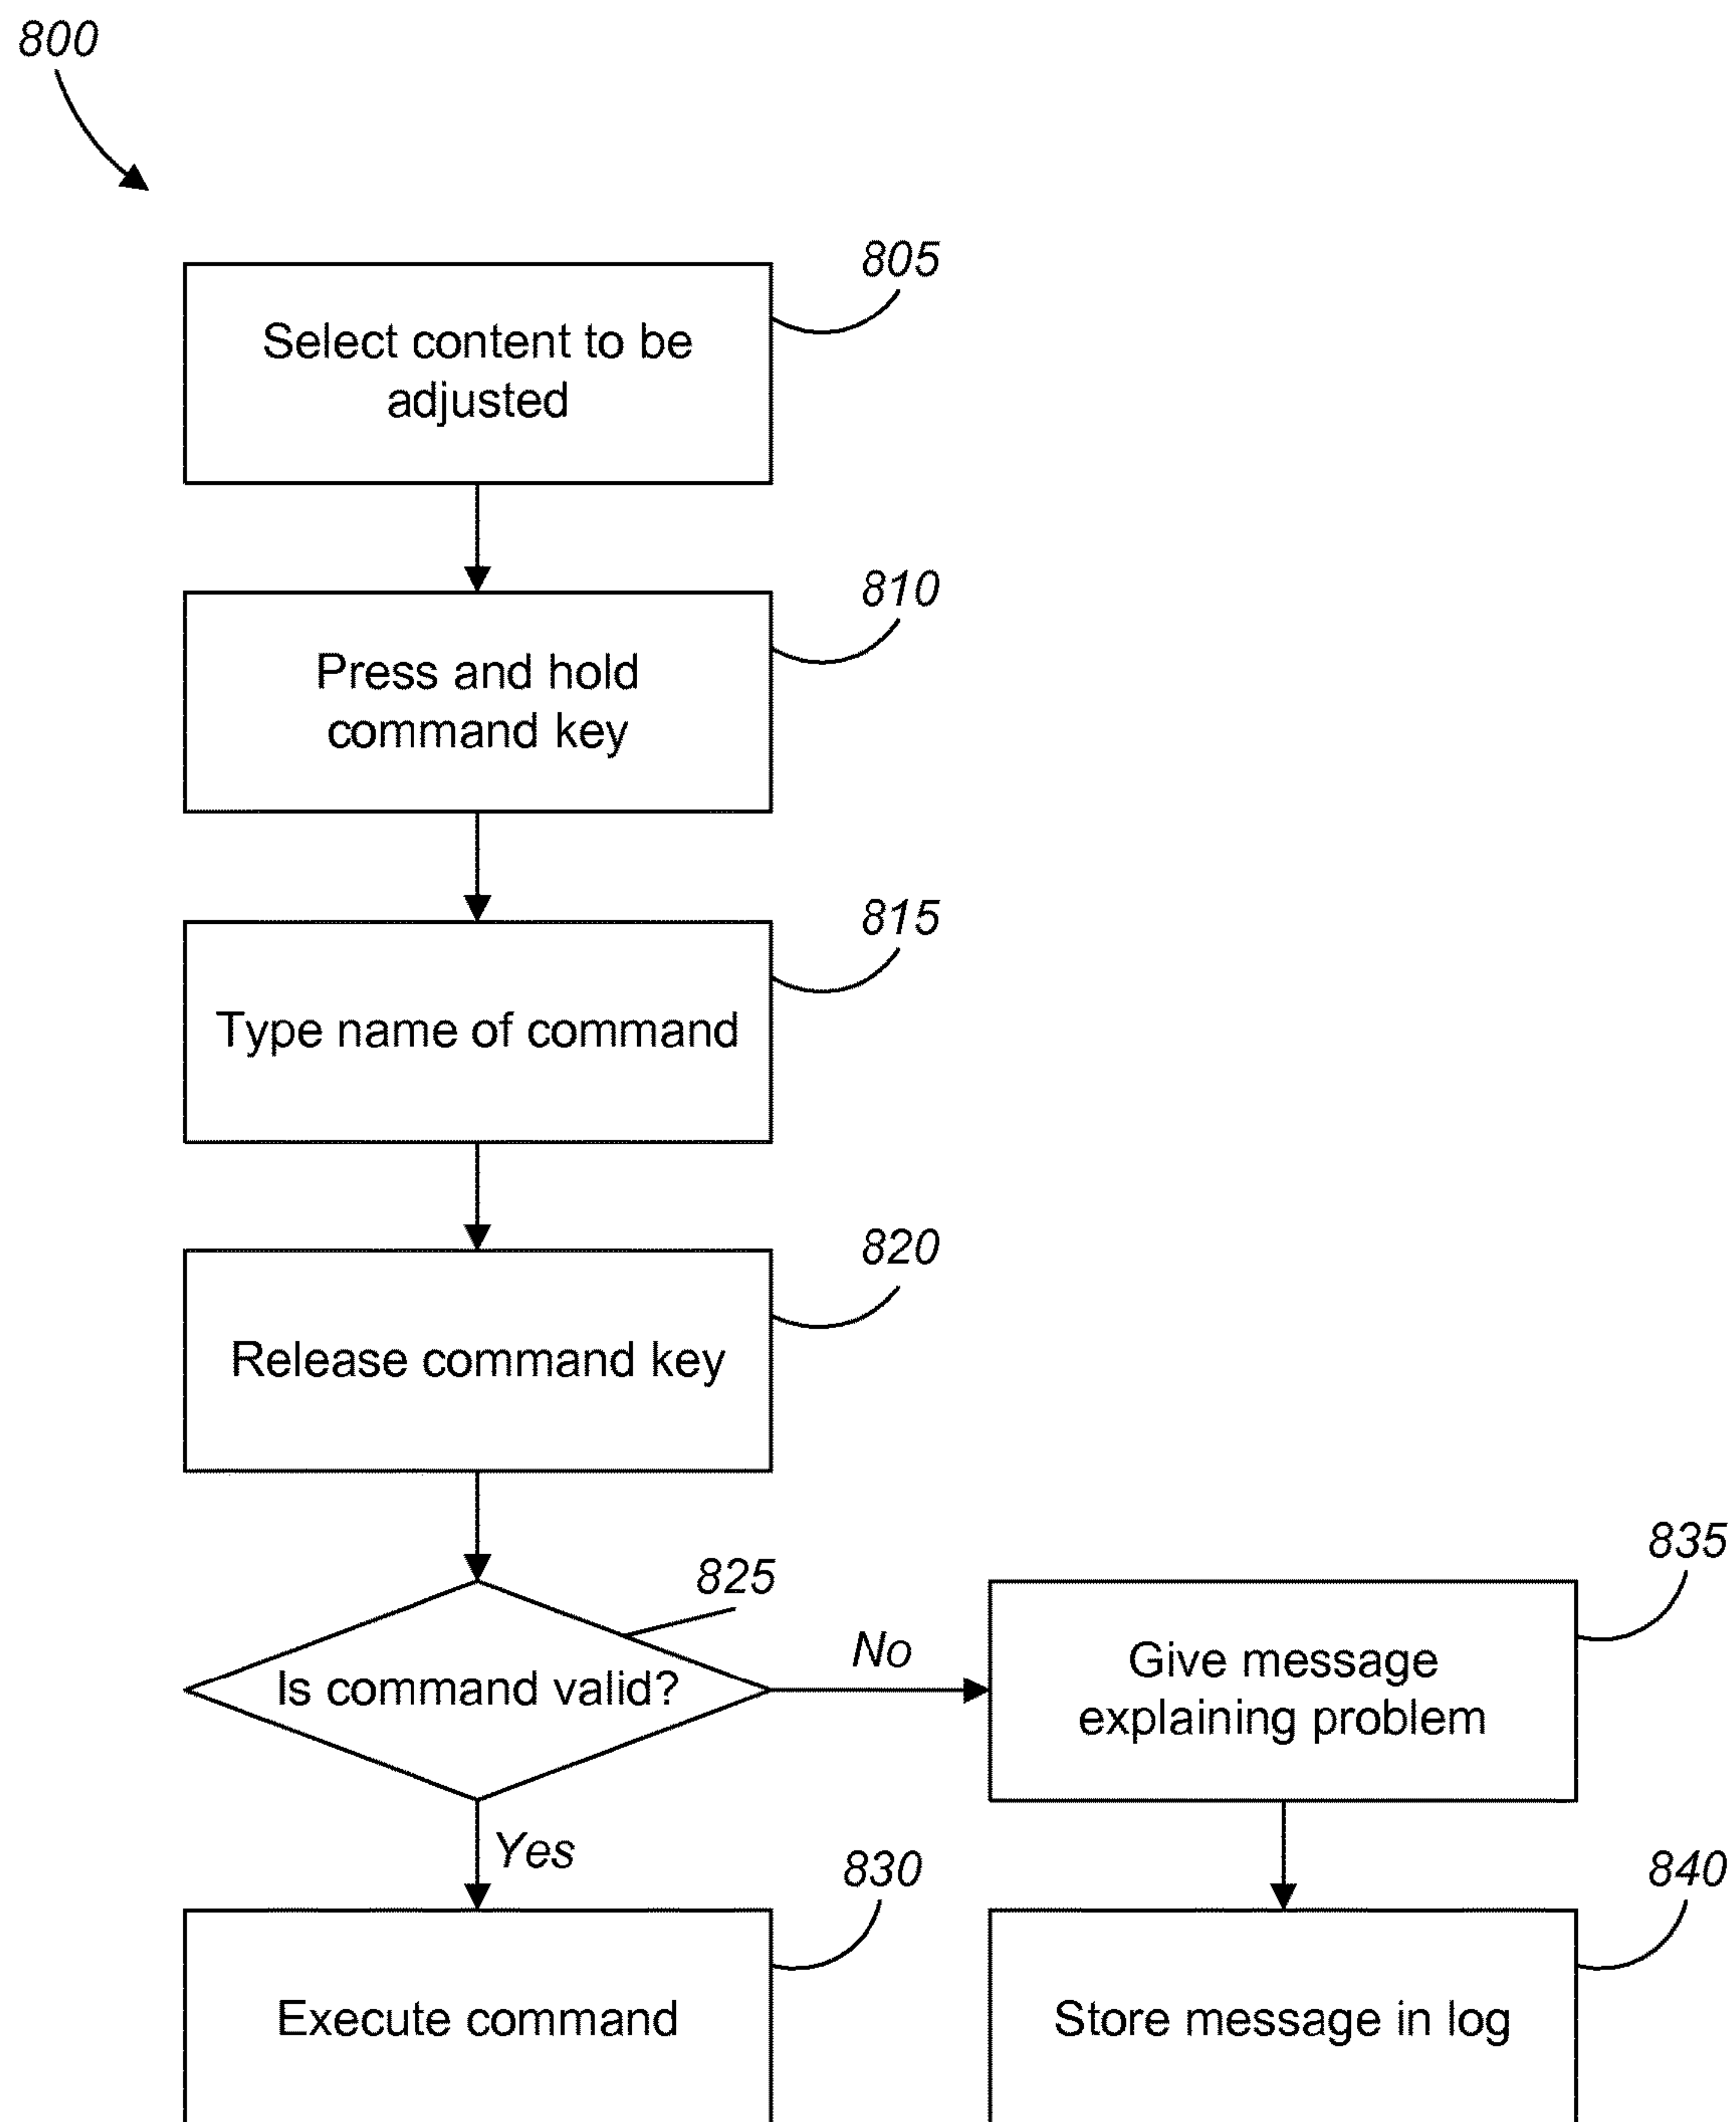 800
805
Select content to be
adjusted
810
Press and hold
command key
815
Type name of command
820
Release command key
825
Is command valid?
No
835
Give message
explaining problem
Yes
830
Execute command
840
Store message in log